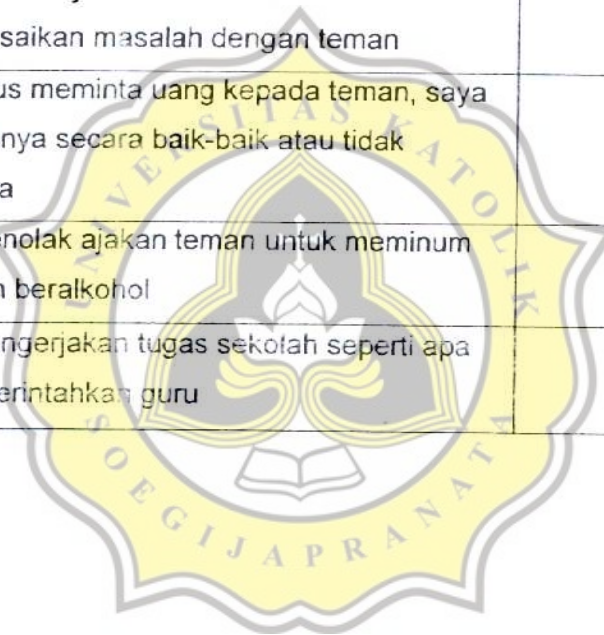 saikan masalah dengan teman
us meminta uang kepada teman, saya
nya secara baik-baik atau tidak
a
enolak ajakan teman untuk meminum
n beralkohol
ngerjakan tugas sekolah seperti apa
erintahkan guru
UNIVERSITAS KATOLIK
SOEGIJAPRANATA